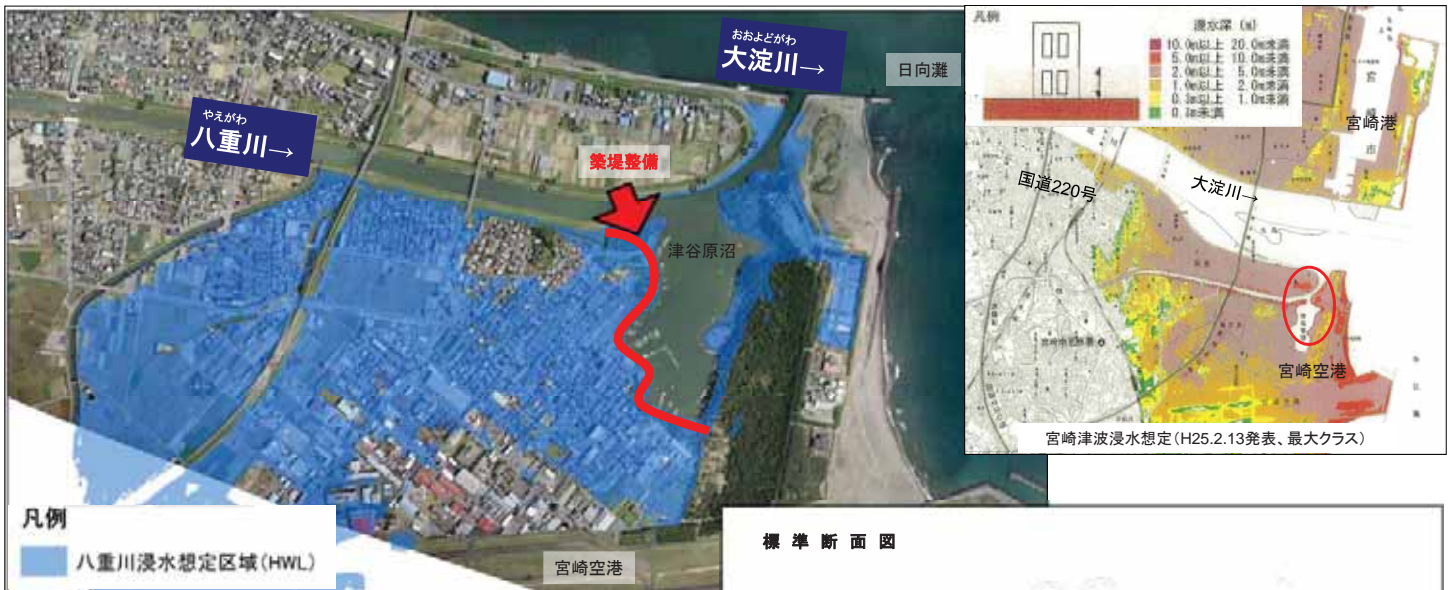 おおよどがわ
大淀川→
日向灘
やえがわ
八重川→
築堤整備
津谷原沼
宮崎空港
凡例
八重川浸水想定区域(HWL)
凡例
浸水深 (m)
10.0m以上 20.0m未満
5.0m以上 10.0m未満
2.0m以上 5.0m未満
1.0m以上 2.0m未満
0.3m以上 1.0m未満
0.3m未満
宮崎港
国道220号
大淀川→
宮崎空港
宮崎津波浸水想定(H25.2.13発表、最大クラス)
標準断面図